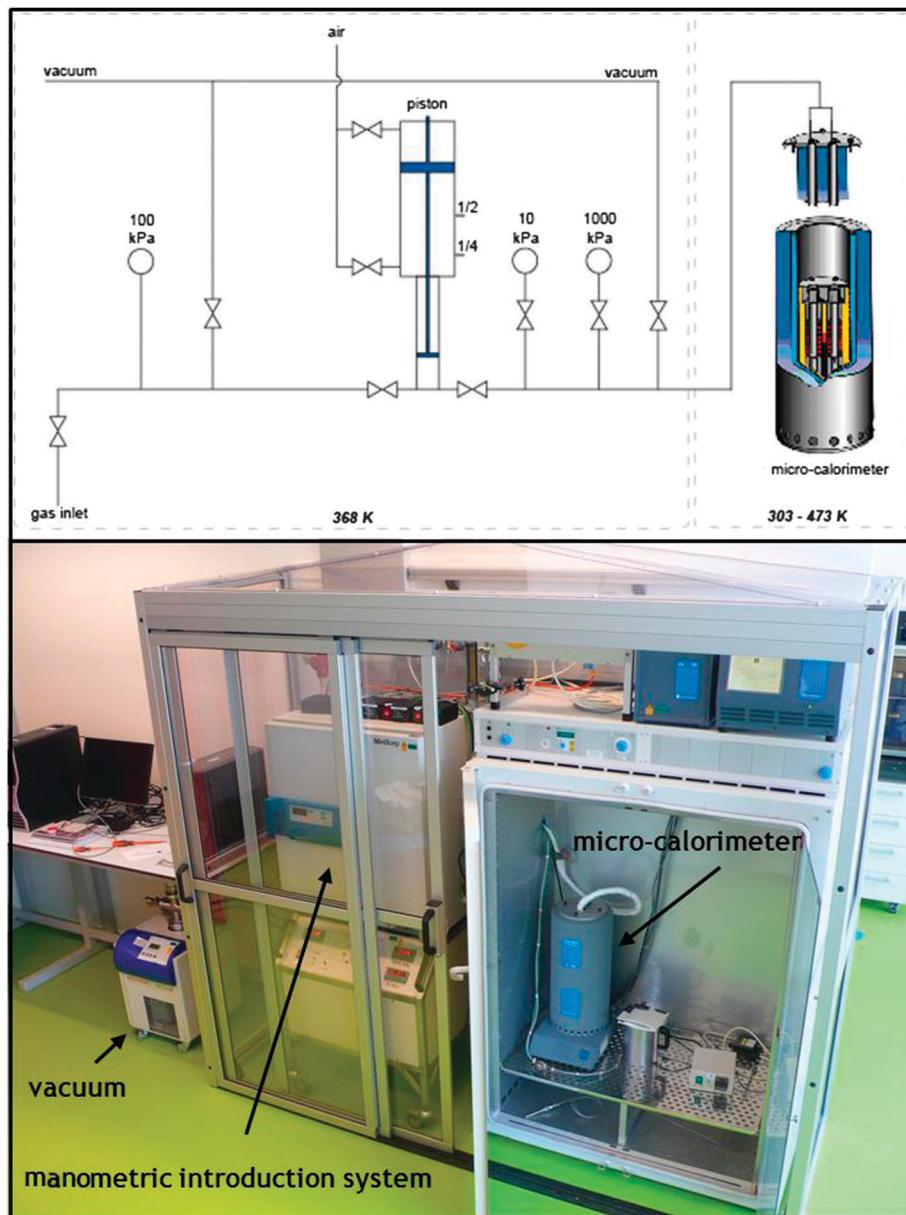 air
vacuum
vacuum
piston
1/2
1/4
100
kPa
10
kPa
1000
kPa
micro-calorimeter
gas inlet
368 K
303 - 473 K
MiniSorp
micro-calorimeter
vacuum
manometric introduction system